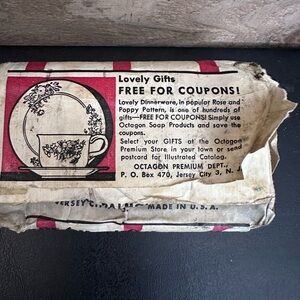 Lovely Gifts
FREE FOR COUPONS!
Lovely Dinnerware, in popular Rose and
Poppy Pattern, is one of hundreds of
gifts—FREE FOR COUPONS! Simply use
Octagon Soap Products and save the
coupons.
Select your GIFTS at the Octagon
Premium Store in your town or send
postcard for Illustrated Catalog.
OCTAGON PREMIUM DEPT.,
P. O. Box 470, Jersey City 3, N. J.
JERSEY MADE IN U.S.A.